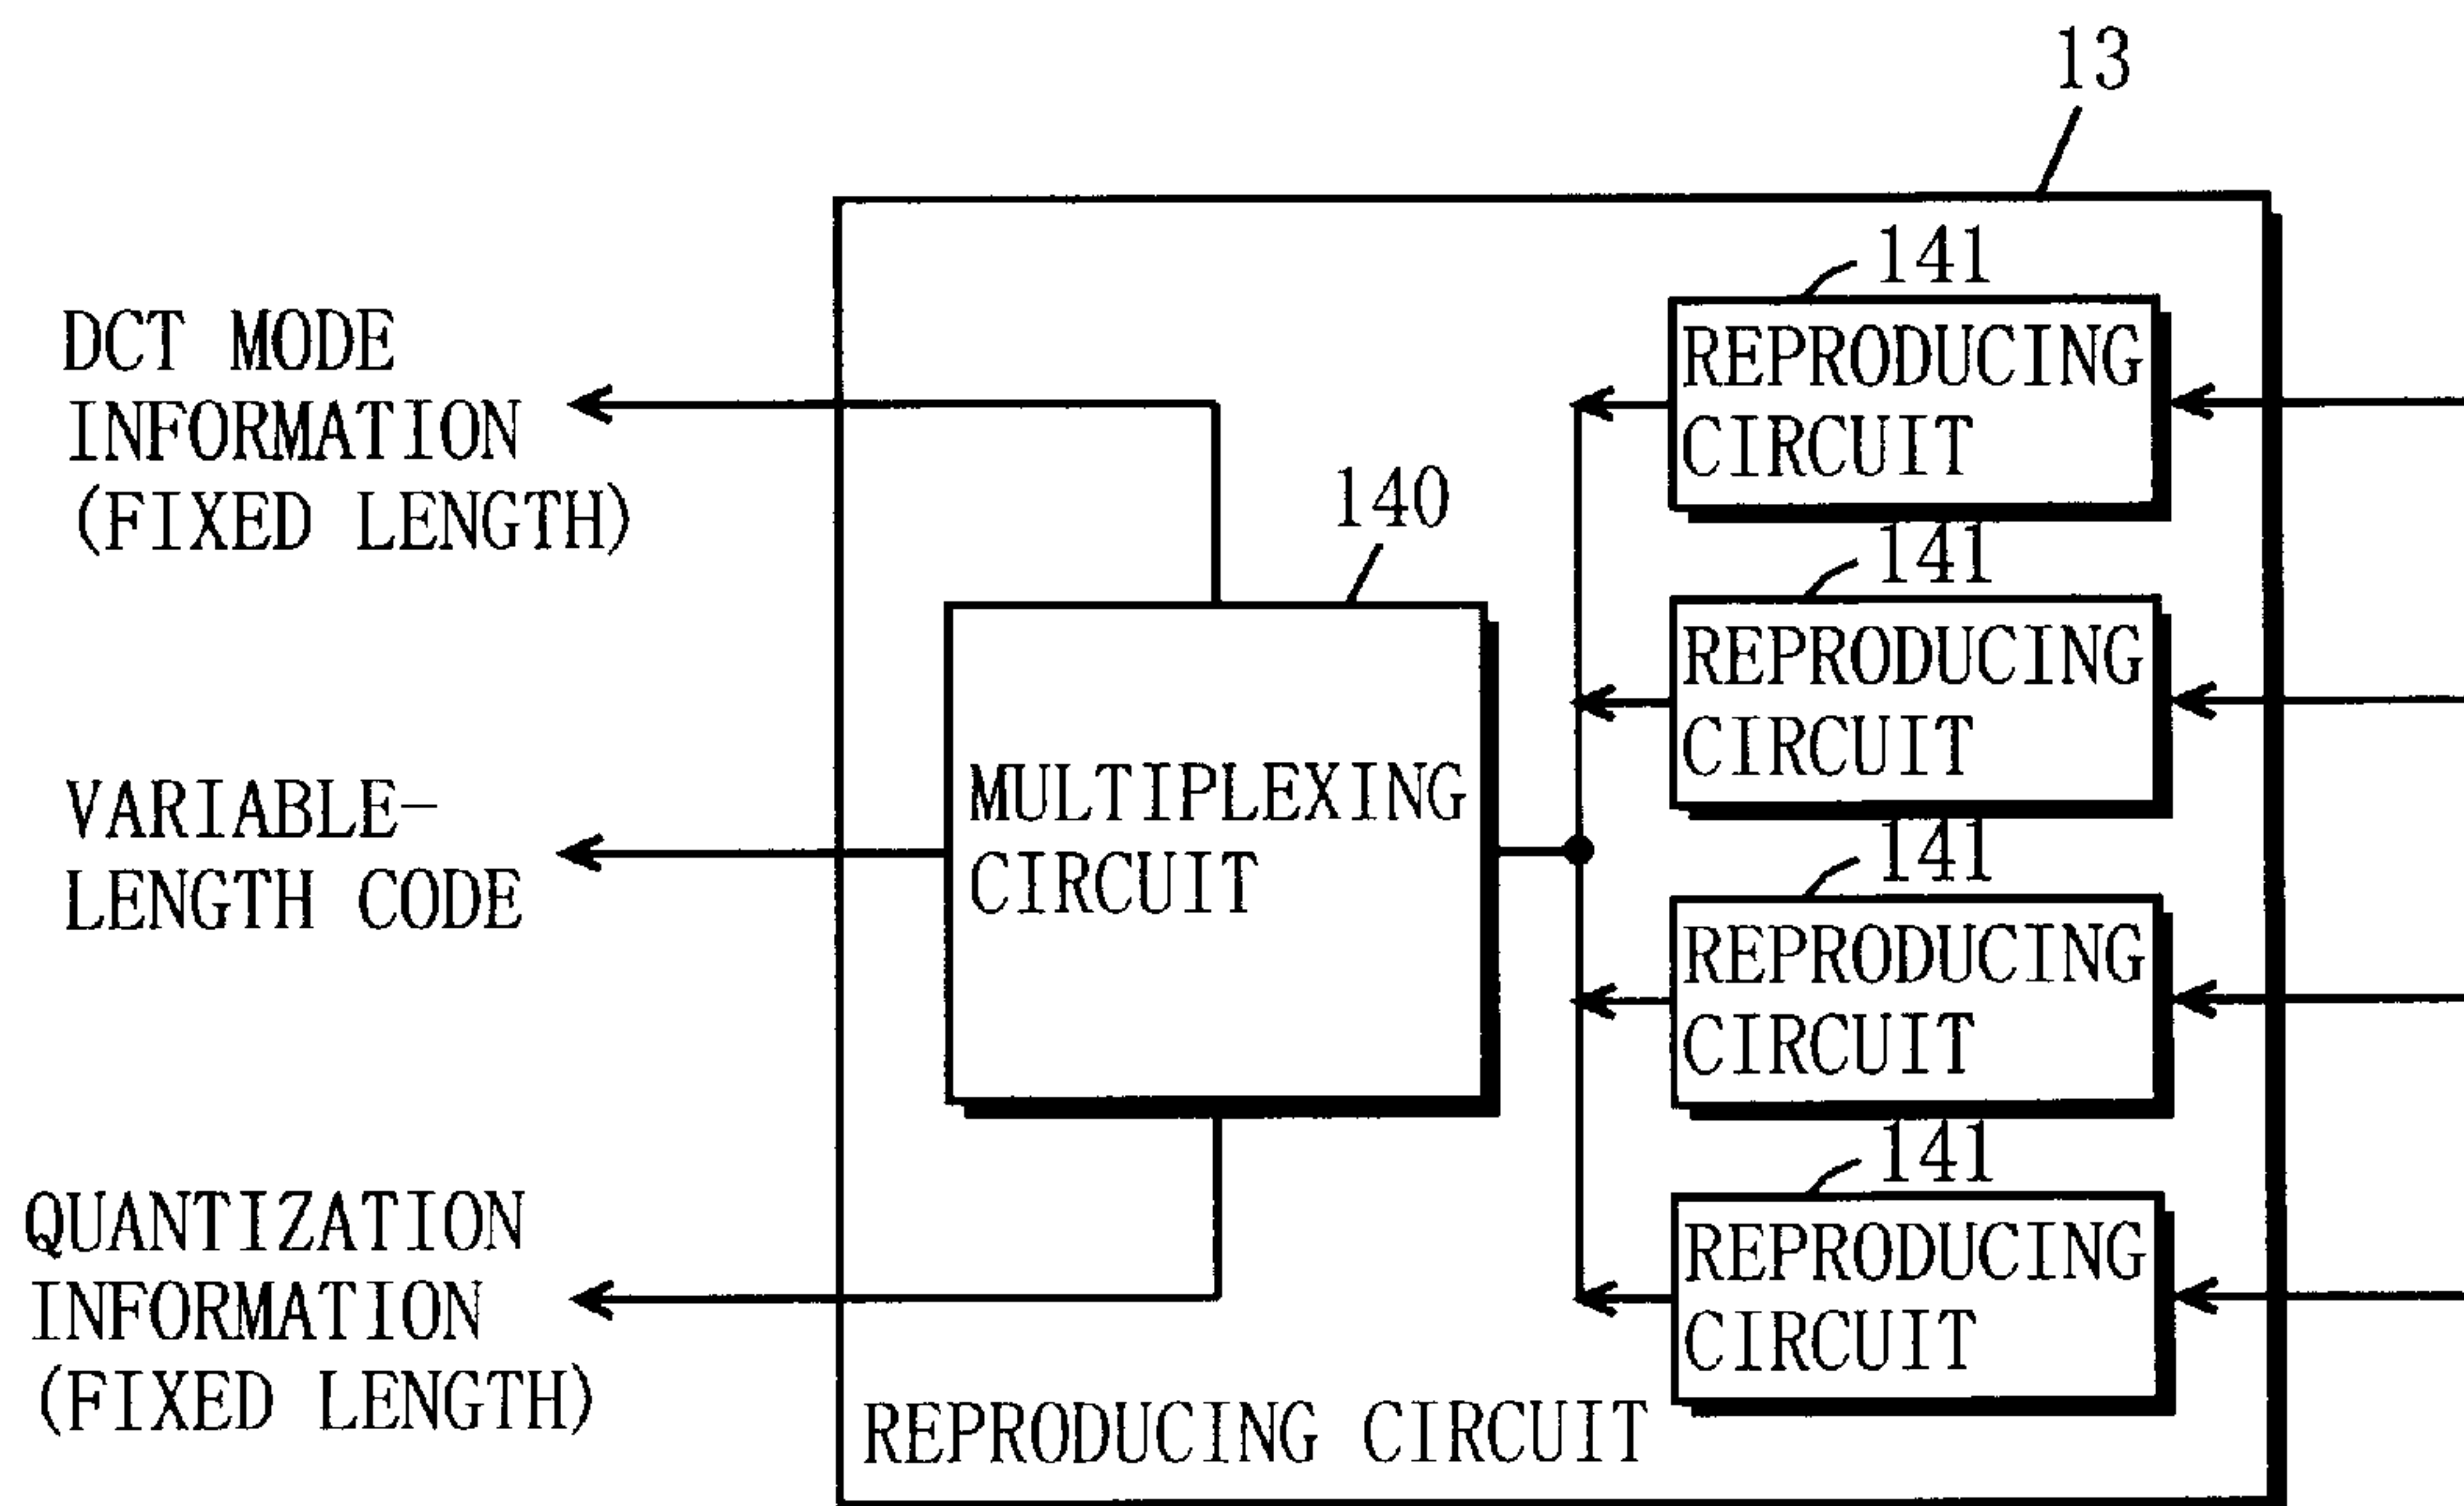 13
DCT MODE
INFORMATION
(FIXED LENGTH)
VARIABLE-
LENGTH CODE
QUANTIZATION
INFORMATION
(FIXED LENGTH)
140
MULTIPLEXING
CIRCUIT
141
REPRODUCING
CIRCUIT
141
REPRODUCING
CIRCUIT
141
REPRODUCING
CIRCUIT
141
REPRODUCING
CIRCUIT
REPRODUCING CIRCUIT